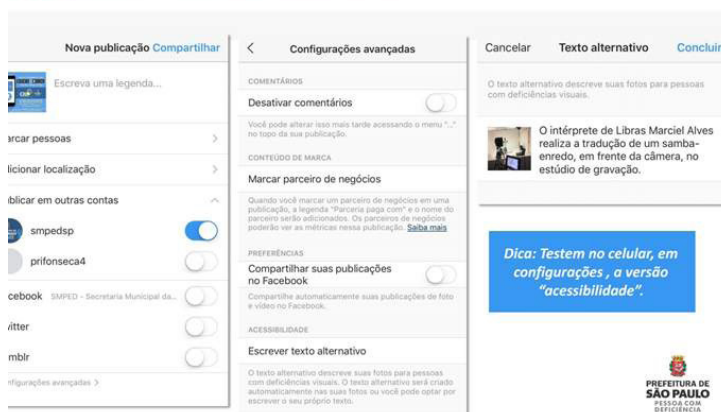 Nova publicação Compartilhar
Escreva uma legenda...
arcar pessoas
dicionar localização
blicar em outras contas
smpedsp
prifonseca4
cebook SMPED - Secretaria Municipal da...
itter
mblr
nfigurações avançadas >
Configurações avançadas
COMENTÁRIOS
Desativar comentários
Você pode alterar isso mais tarde acessando o menu "..."
no topo da sua publicação.
CONTEÚDO DE MARCA
Marcar parceiro de negócios
Quando você marcar um parceiro de negócios em uma
publicação, a legenda "Parceria paga com" e o nome do
parceiro serão adicionados. Os parceiros de negócios
poderão ver as métricas nessa publicação. Saiba mais
PREFERÊNCIAS
Compartilhar suas publicações
no Facebook
Compartilhe automaticamente suas publicações de foto
e vídeo no Facebook.
ACESSIBILIDADE
Escrever texto alternativo
O texto alternativo descreve suas fotos para pessoas
com deficiências visuais. O texto alternativo será criado
automaticamente nas suas fotos ou você pode optar por
escrever o seu próprio texto.
Cancelar Texto alternativo Concluir
O texto alternativo descreve suas fotos para pessoas
com deficiências visuais.
O intérprete de Libras Marciel Alves
realiza a tradução de um samba-
enredo, em frente da câmera, no
estúdio de gravação.
Dica: Testem no celular, em
configurações , a versão
“acessibilidade”.
PREFEITURA DE
SÃO PAULO
PESSOA COM
DEFICIÊNCIA